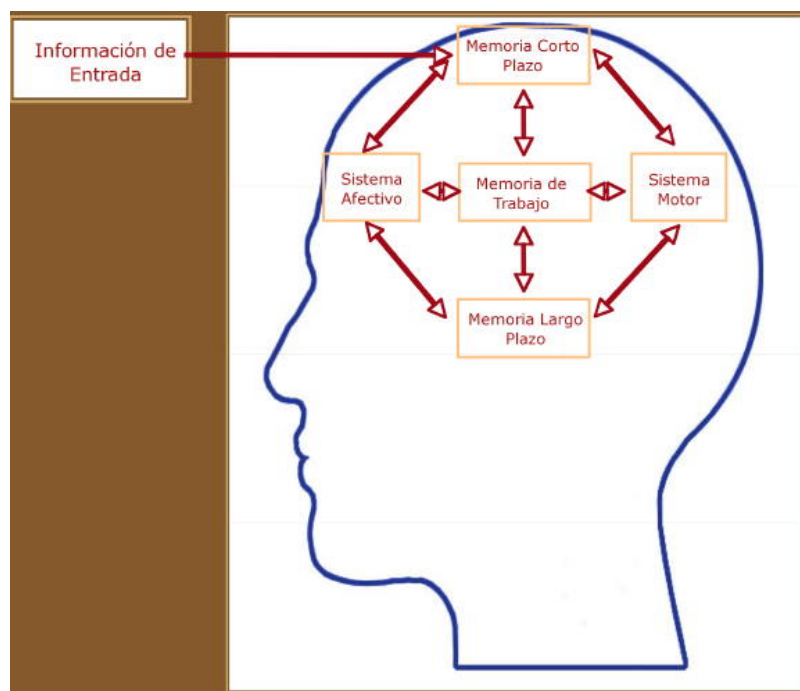 Información de
Entrada
Memoria Corto
Plazo
Sistema
Afectivo
Memoria de
Trabajo
Sistema
Motor
Memoria Largo
Plazo